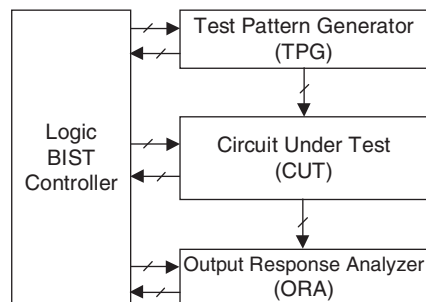 Test Pattern Generator
(TPG)
Logic
BIST
Controller
Circuit Under Test
(CUT)
Output Response Analyzer
(ORA)